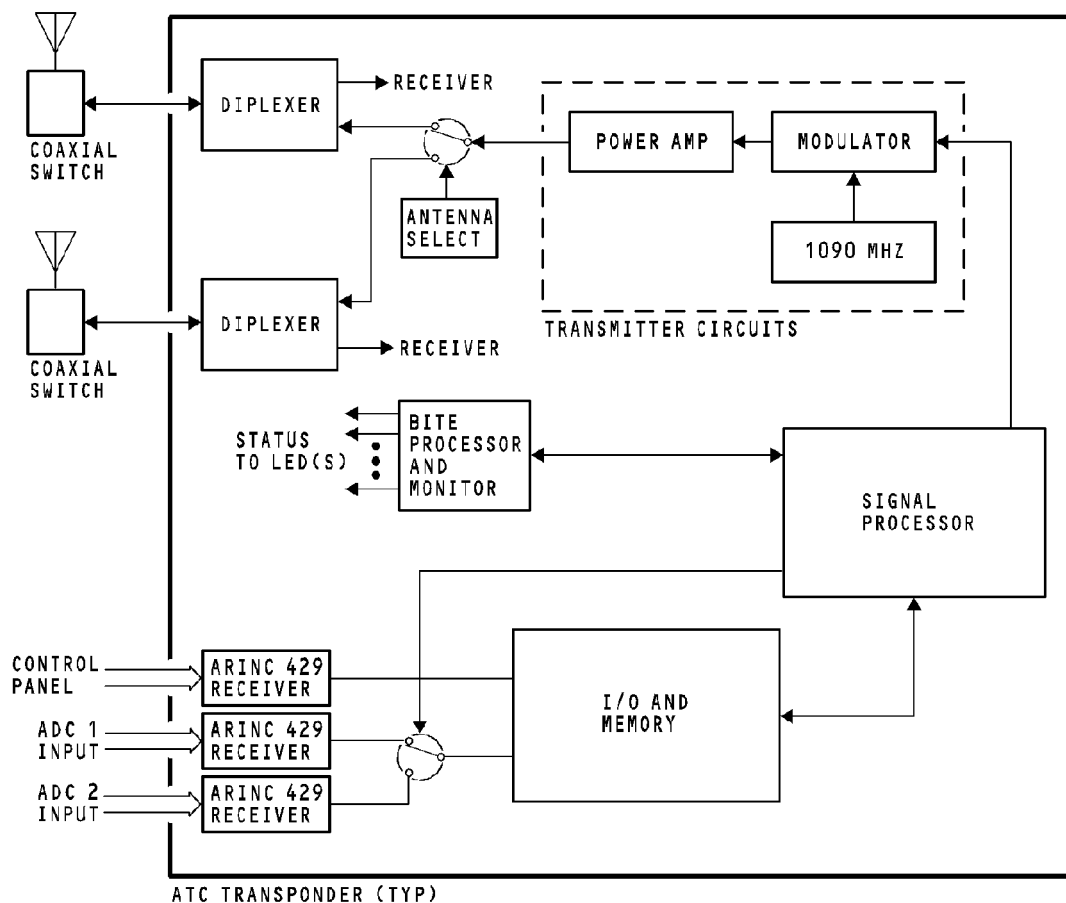 DIPLEXER
RECEIVER
POWER AMP
MODULATOR
COAXIAL
SWITCH
ANTENNA
SELECT
1090 MHZ
DIPLEXER
TRANSMITTER CIRCUITS
RECEIVER
COAXIAL
SWITCH
STATUS
TO LED(S)
BITE
PROCESSOR
AND
MONITOR
SIGNAL
PROCESSOR
CONTROL
PANEL
ARINC 429
RECEIVER
I/O AND
MEMORY
ADC 1
INPUT
ARINC 429
RECEIVER
ADC 2
INPUT
ARINC 429
RECEIVER
ATC TRANSPONDER (TYP)